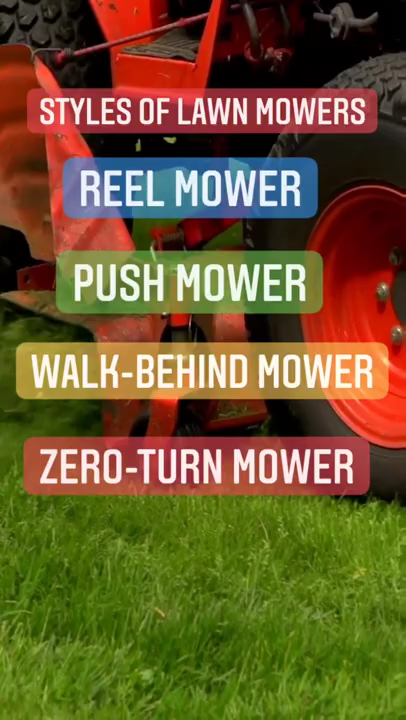 STYLES OF LAWN MOWERS
REEL MOWER
PUSH MOWER
WALK-BEHIND MOWER
ZERO-TURN MOWER